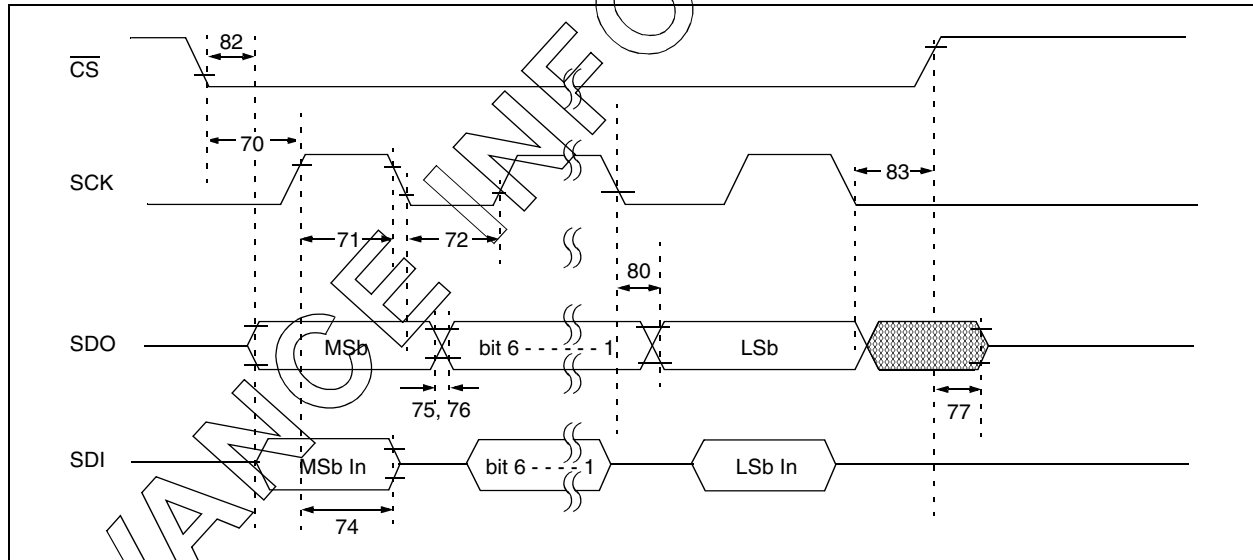 CS
82
70
SCK
83
71
72
80
SDO
MSb
bit 6 - - - - - - 1
LSb
75, 76
77
SDI
MSb In
bit 6 - - - - 1
LSb In
74